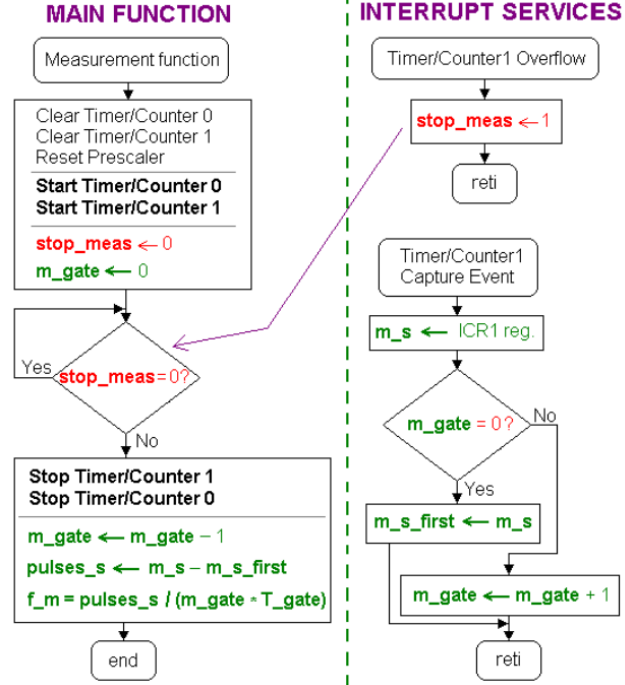 MAIN FUNCTION
Measurement function
Clear Timer/Counter 0
Clear Timer/Counter 1
Reset Prescaler
Start Timer/Counter 0
Start Timer/Counter 1
stop_meas ← 0
m_gate ← 0
Yes
stop_meas = 0?
No
Stop Timer/Counter 1
Stop Timer/Counter 0
m_gate ← m_gate − 1
pulses_s ← m_s − m_s_first
f_m = pulses_s / (m_gate * T_gate)
end
INTERRUPT SERVICES
Timer/Counter1 Overflow
stop_meas ← 1
reti
Timer/Counter1
Capture Event
m_s ← ICR1 reg.
m_gate = 0?
No
Yes
m_s_first ← m_s
m_gate ← m_gate + 1
reti